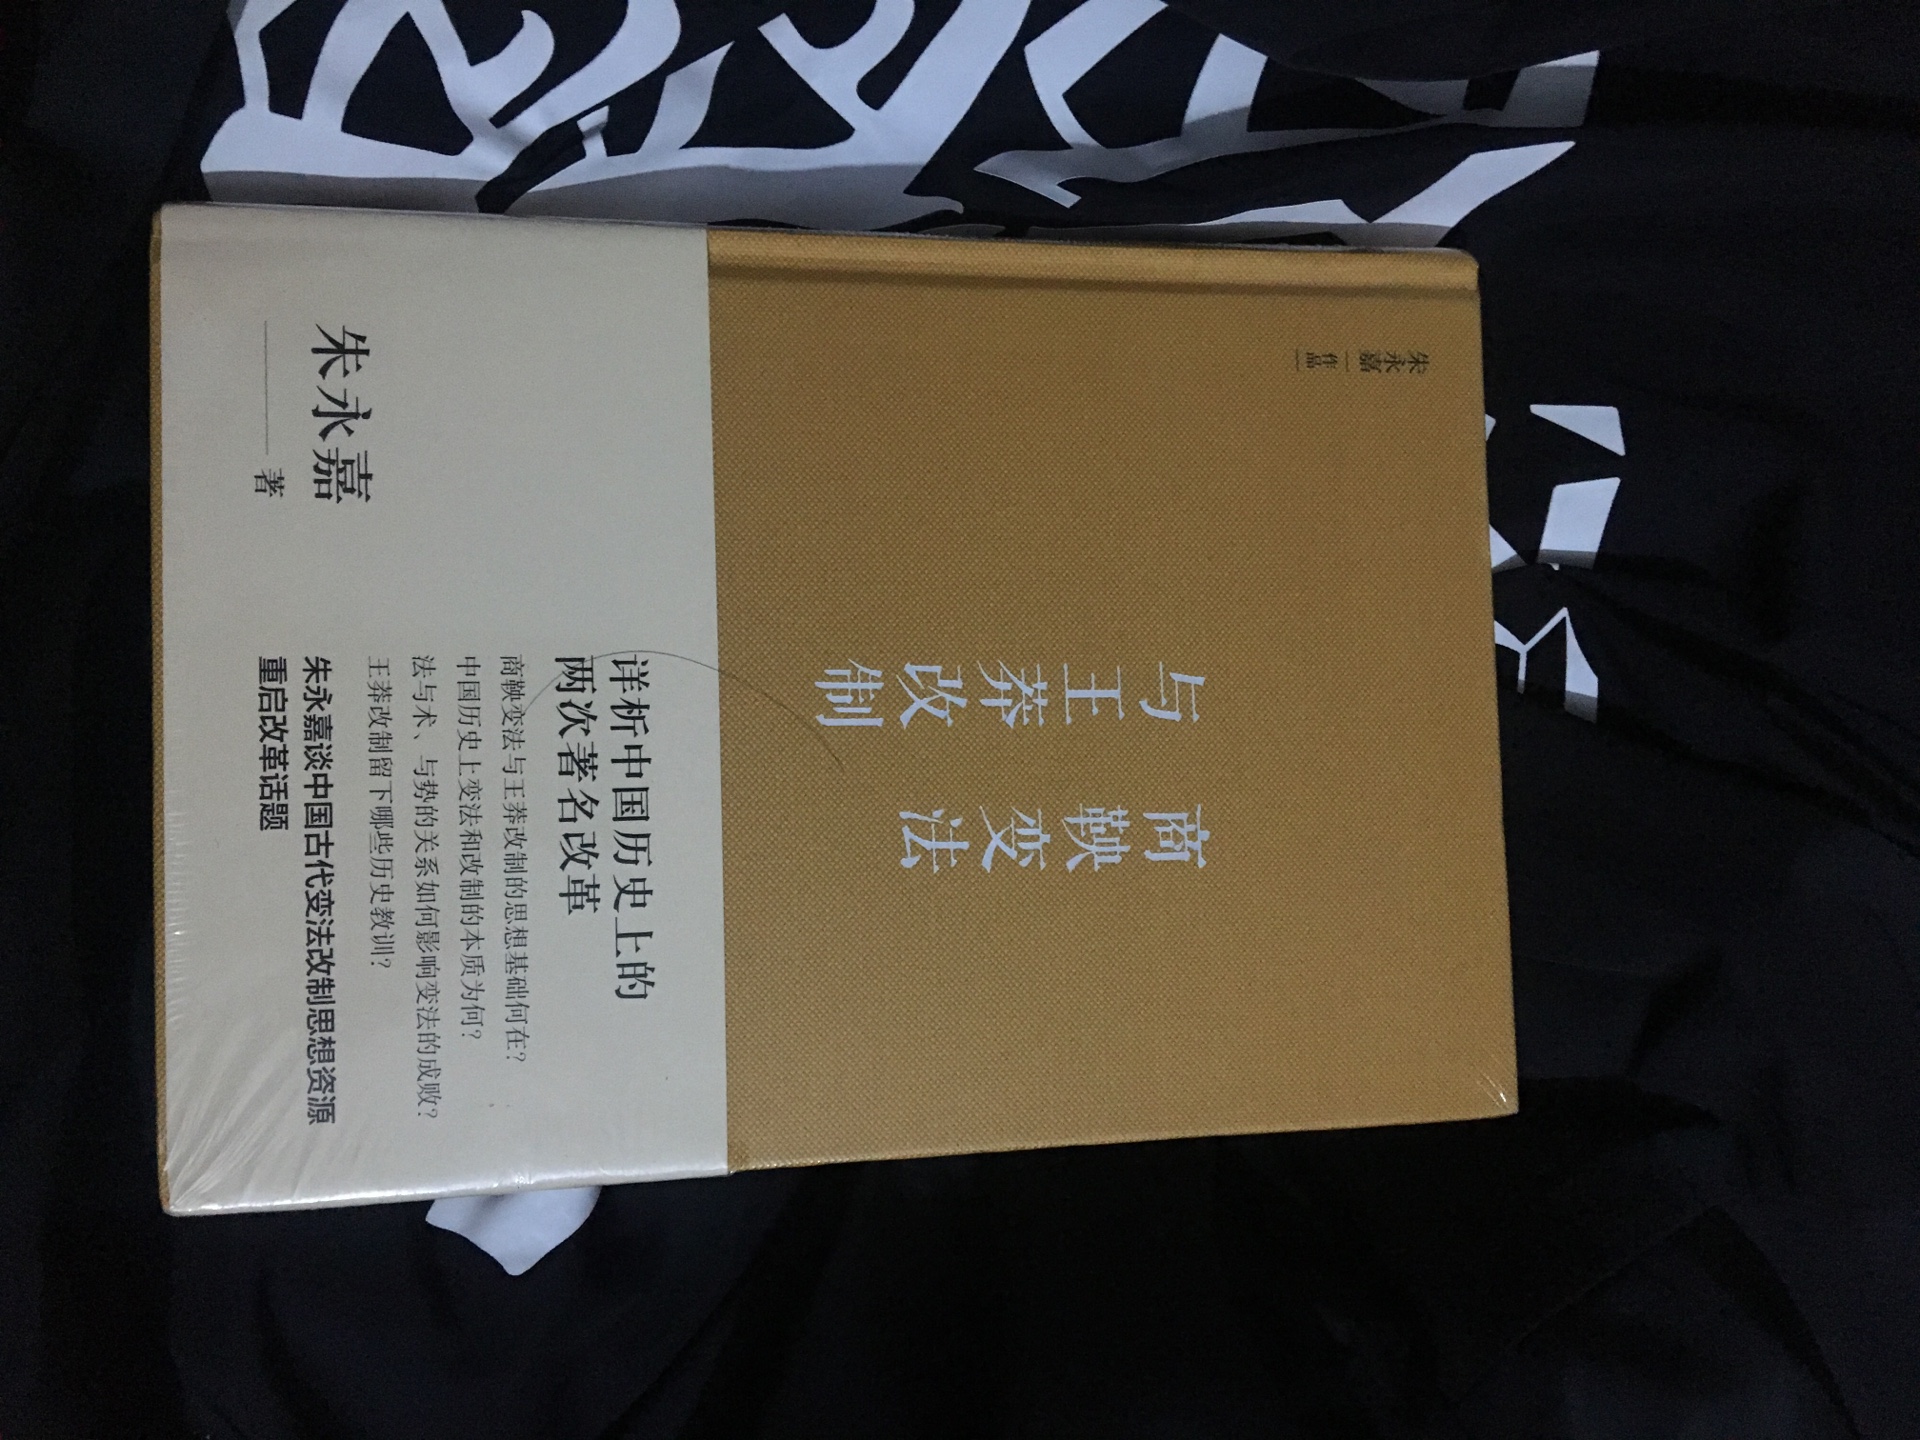 朱永嘉
作品
商鞅变法
与王莽改制
详析中国历史上的
两次著名改革
商鞅变法与王莽改制的思想基础何在?
中国历史上变法和改制的本质为何?
法与术、与势的关系如何影响变法的成败?
王莽改制留下哪些历史教训?
朱永嘉谈中国古代变法改制思想资源
重启改革话题
朱永嘉
著